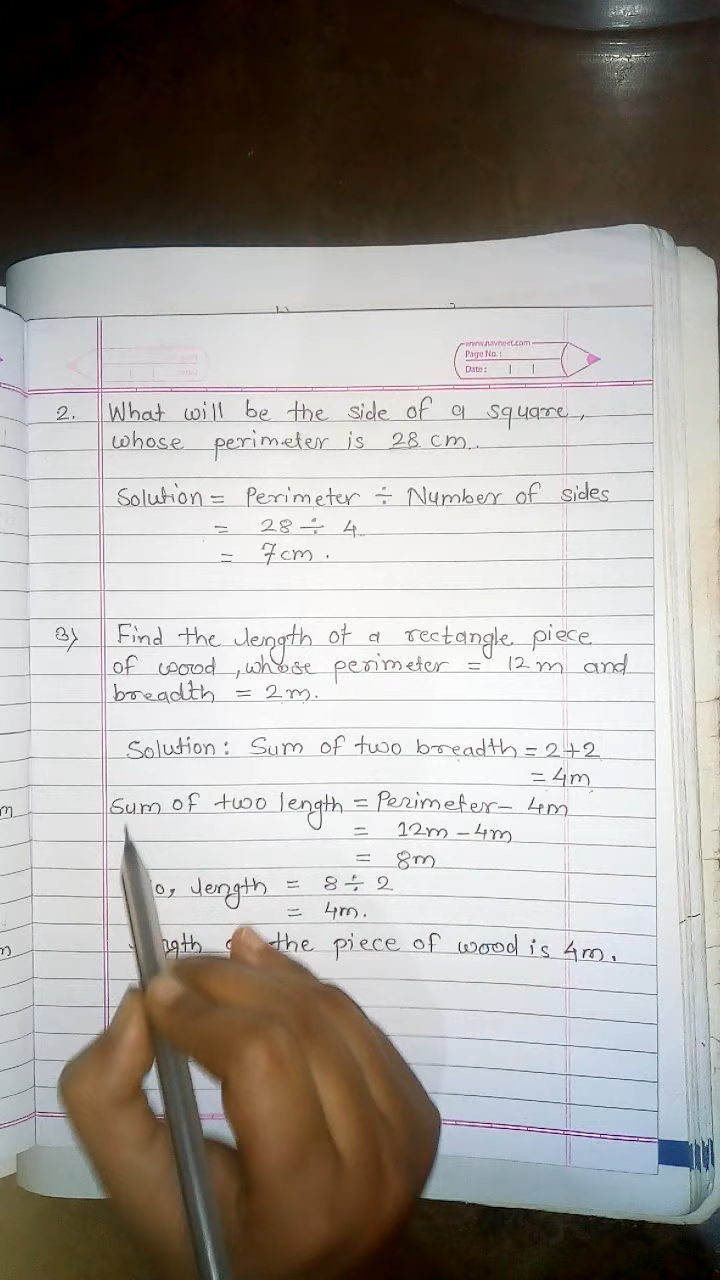 www.navneet.com
Page No.:
Date:
2. What will be the side of a square,
whose perimeter is 28 cm.
Solution = Perimeter ÷ Number of sides
= 28 ÷ 4
= 7cm.
3) Find the length of a rectangle piece
of wood, whose perimeter = 12m and
breadth = 2m.
Solution: Sum of two breadth = 2+2
= 4m
Sum of two length = Perimeter - 4m
m
= 12m - 4m
= 8m
length = 8 ÷ 2
= 4m.
the piece of wood is 4m.